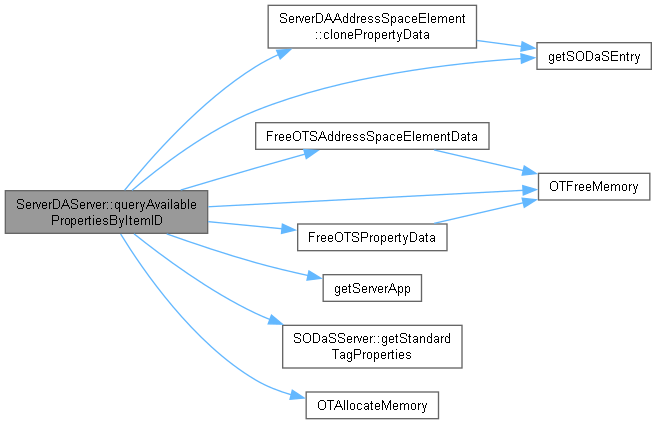 ServerDAAddressSpaceElement
::clonePropertyData
getSODaSEntry
FreeOTSAddressSpaceElementData
OTFreeMemory
ServerDAServer::queryAvailable
PropertiesByItemID
FreeOTSPropertyData
getServerApp
SODaSServer::getStandard
TagProperties
OTAllocateMemory